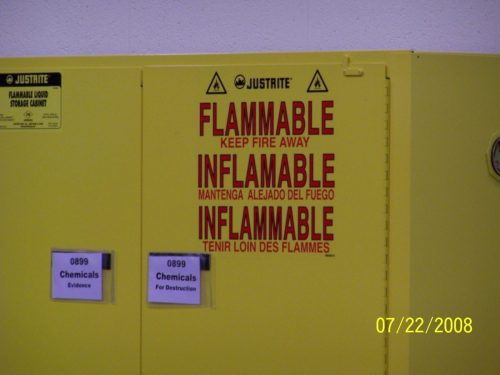 JUSTRITE
FLAMMABLE LIQUID
STORAGE CABINET
JUSTRITE
FLAMMABLE
KEEP FIRE AWAY
INFLAMABLE
MANTENGA ALEJADO DEL FUEGO
INFLAMMABLE
TENIR LOIN DES FLAMMES
0899
Chemicals
Evidence
0899
Chemicals
For Destruction
07/22/2008